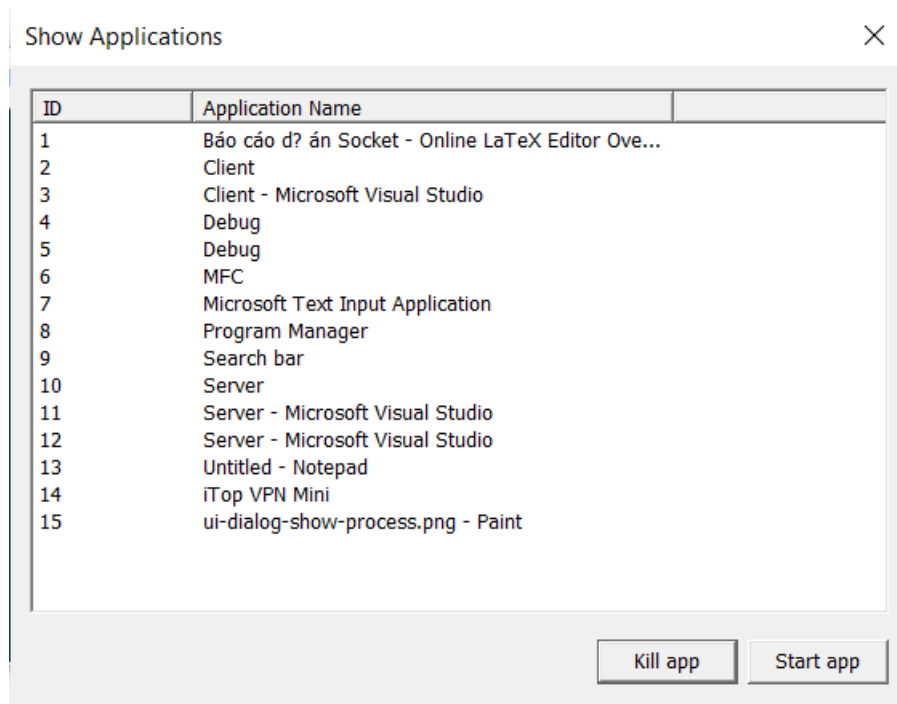 Show Applications
ID Application Name
1 Báo cáo d? án Socket - Online LaTeX Editor Ove...
2 Client
3 Client - Microsoft Visual Studio
4 Debug
5 Debug
6 MFC
7 Microsoft Text Input Application
8 Program Manager
9 Search bar
10 Server
11 Server - Microsoft Visual Studio
12 Server - Microsoft Visual Studio
13 Untitled - Notepad
14 iTop VPN Mini
15 ui-dialog-show-process.png - Paint
Kill app Start app